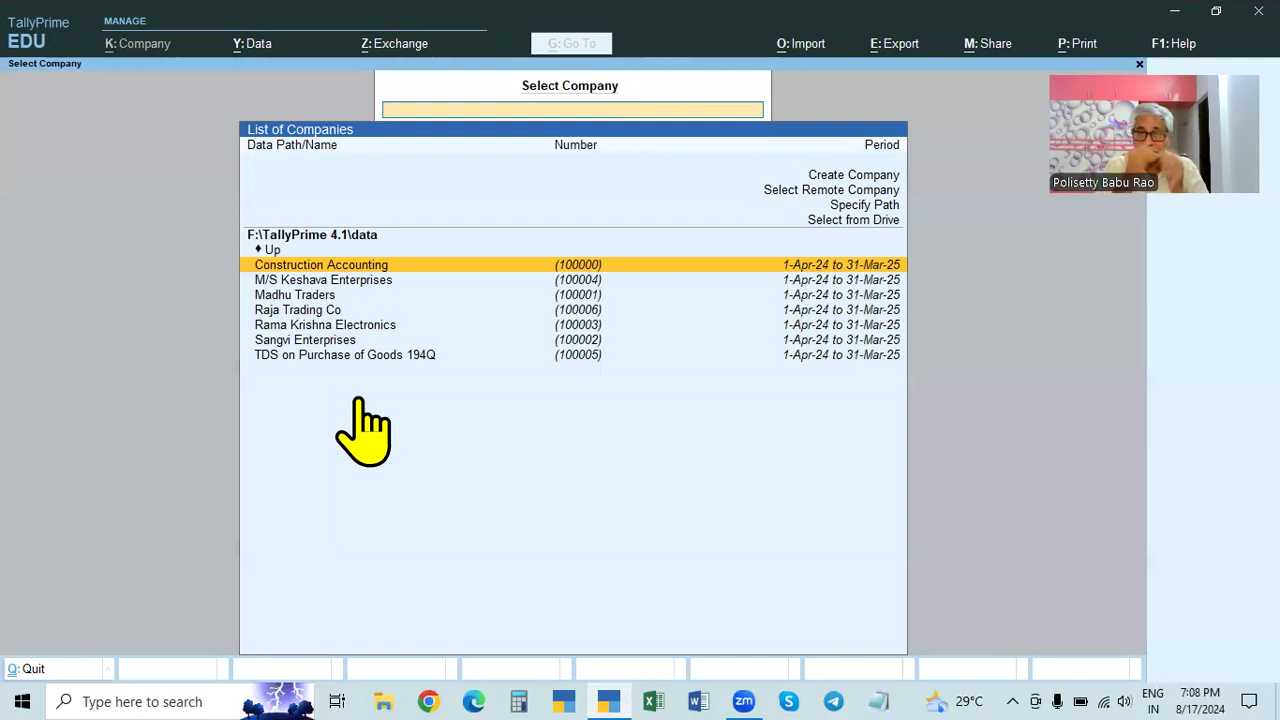 TallyPrime
EDU
MANAGE
K: Company
Y: Data
Z: Exchange
G: Go To
O: Import
E: Export
M: Share
P: Print
F1: Help
Select Company
Select Company
List of Companies
Data Path/Name Number Period
Create Company
Select Remote Company
Specify Path
Select from Drive
F:\TallyPrime 4.1\data
♦ Up
Construction Accounting (100000) 1-Apr-24 to 31-Mar-25
M/S Keshava Enterprises (100004) 1-Apr-24 to 31-Mar-25
Madhu Traders (100001) 1-Apr-24 to 31-Mar-25
Raja Trading Co (100006) 1-Apr-24 to 31-Mar-25
Rama Krishna Electronics (100003) 1-Apr-24 to 31-Mar-25
Sangvi Enterprises (100002) 1-Apr-24 to 31-Mar-25
TDS on Purchase of Goods 194Q (100005) 1-Apr-24 to 31-Mar-25
Polisetty Babu Rao
Q: Quit
Type here to search
29°C
ENG
IN
7:08 PM
8/17/2024